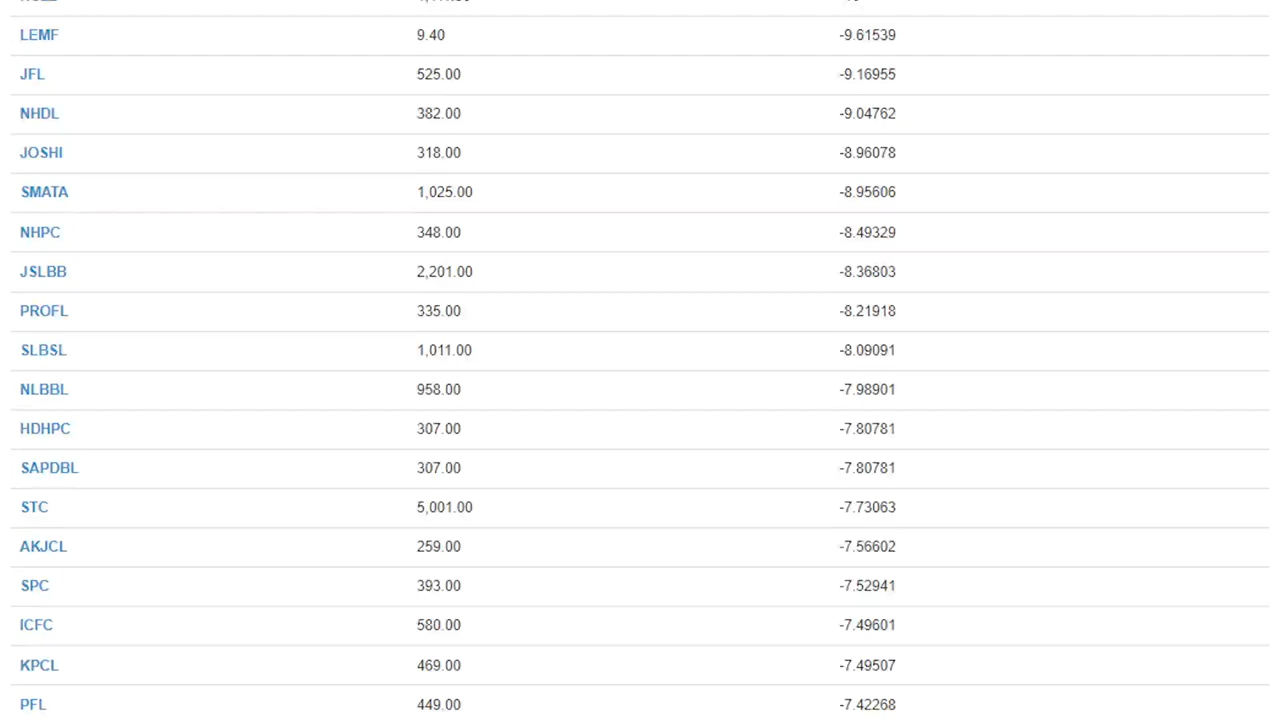 LEMF 9.40 -9.61539
JFL 525.00 -9.16955
NHDL 382.00 -9.04762
JOSHI 318.00 -8.96078
SMATA 1,025.00 -8.95606
NHPC 348.00 -8.49329
JSLBB 2,201.00 -8.36803
PROFL 335.00 -8.21918
SLBSL 1,011.00 -8.09091
NLBBL 958.00 -7.98901
HDHPC 307.00 -7.80781
SAPDBL 307.00 -7.80781
STC 5,001.00 -7.73063
AKJCL 259.00 -7.56602
SPC 393.00 -7.52941
ICFC 580.00 -7.49601
KPCL 469.00 -7.49507
PFL 449.00 -7.42268